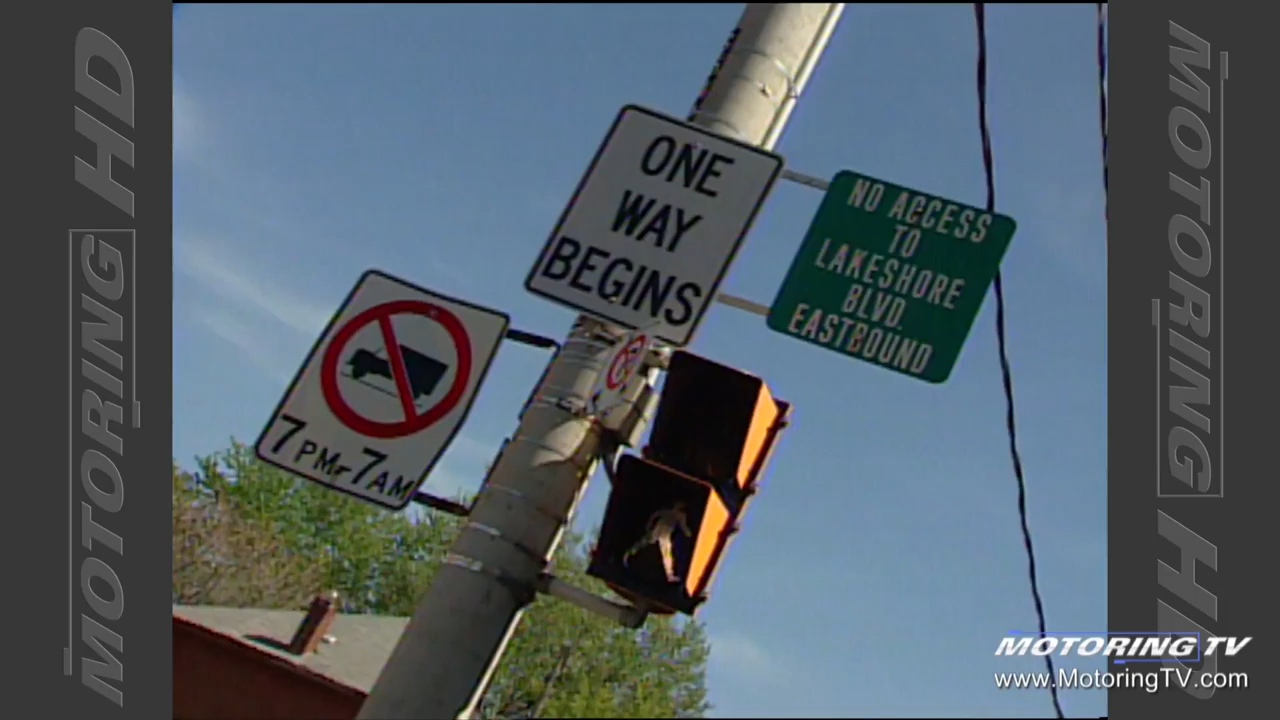 ONE
WAY
BEGINS
NO ACCESS
TO
LAKESHORE
BLVD.
EASTBOUND
7PM-7AM
MOTORING HD
MOTORING HD
MOTORING TV
www.MotoringTV.com